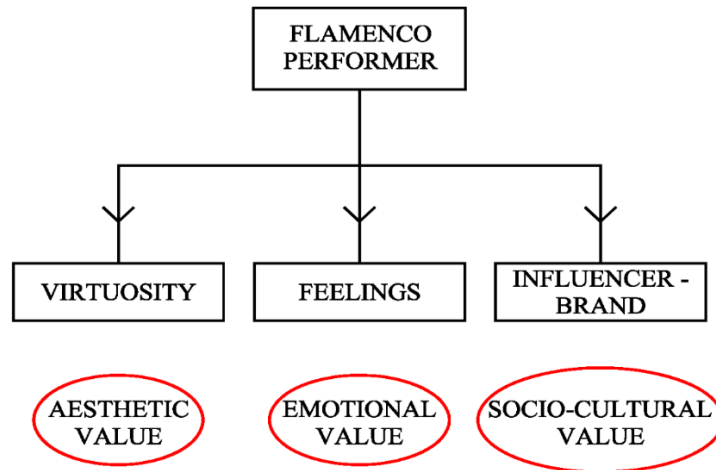 FLAMENCO
PERFORMER
VIRTUOSITY
FEELINGS
INFLUENCER -
BRAND
AESTHETIC
VALUE
EMOTIONAL
VALUE
SOCIO-CULTURAL
VALUE